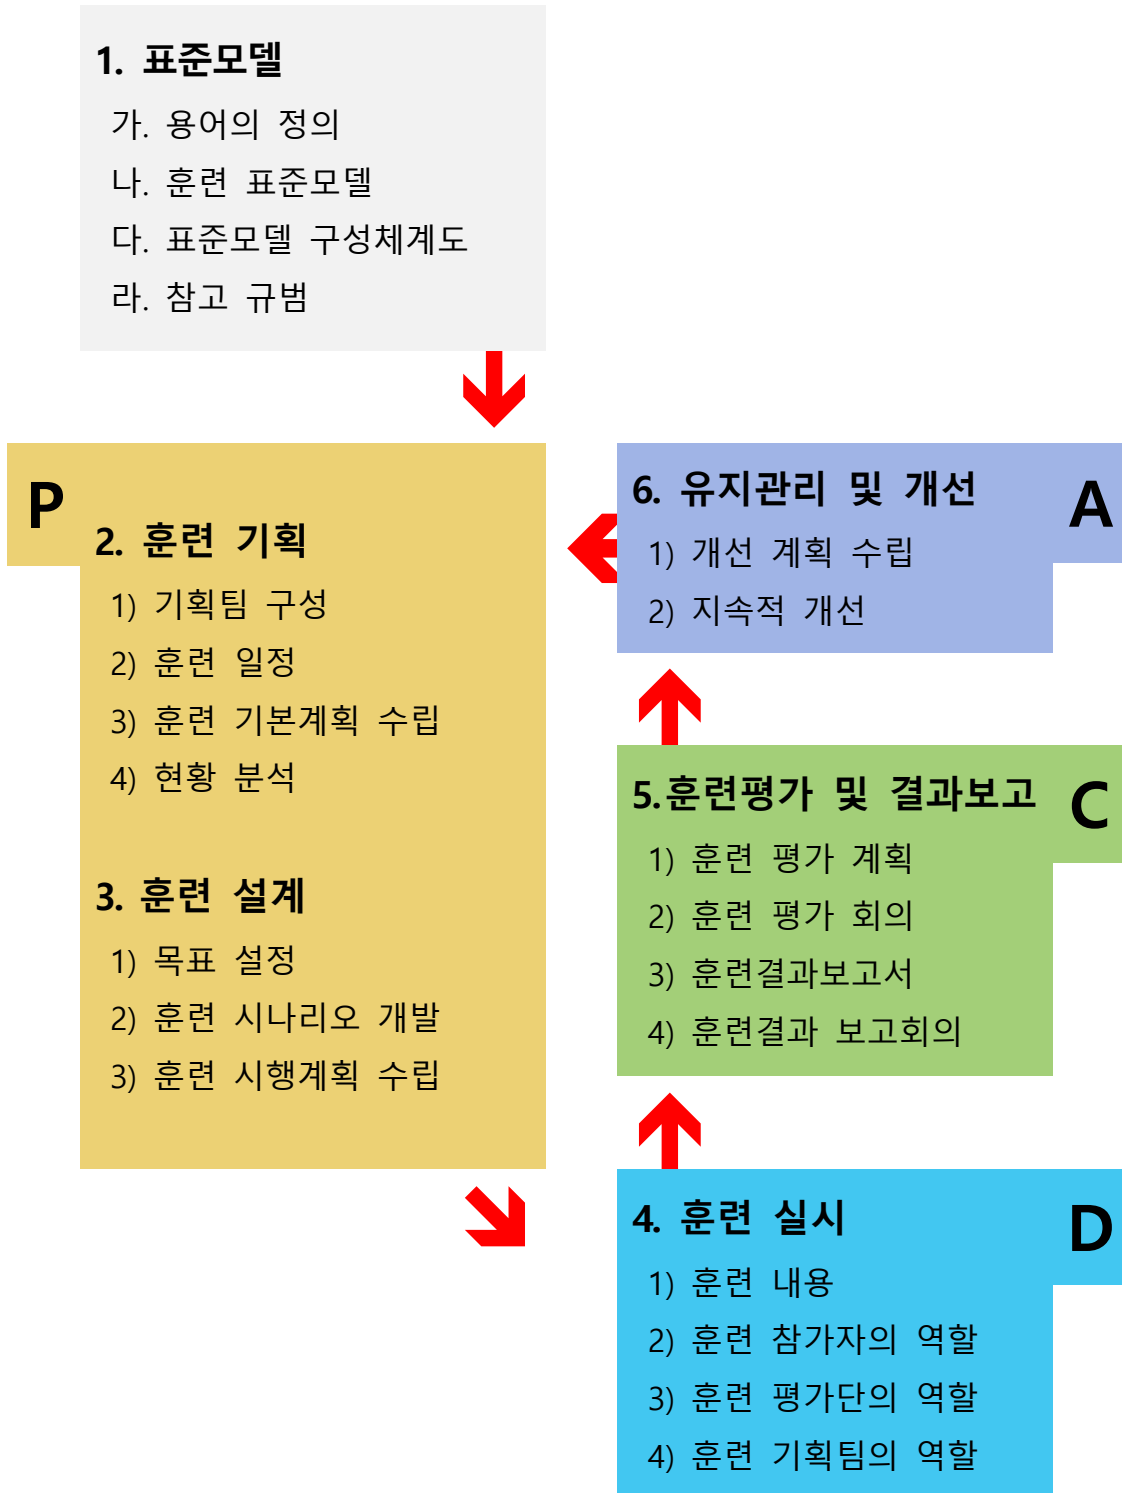 1. 표준모델
가. 용어의 정의
나. 훈련 표준모델
다. 표준모델 구성체계도
라. 참고 규범
P
2. 훈련 기획
1) 기획팀 구성
2) 훈련 일정
3) 훈련 기본계획 수립
4) 현황 분석
3. 훈련 설계
1) 목표 설정
2) 훈련 시나리오 개발
3) 훈련 시행계획 수립
6. 유지관리 및 개선
A
1) 개선 계획 수립
2) 지속적 개선
5.훈련평가 및 결과보고
C
1) 훈련 평가 계획
2) 훈련 평가 회의
3) 훈련결과보고서
4) 훈련결과 보고회의
4. 훈련 실시
D
1) 훈련 내용
2) 훈련 참가자의 역할
3) 훈련 평가단의 역할
4) 훈련 기획팀의 역할